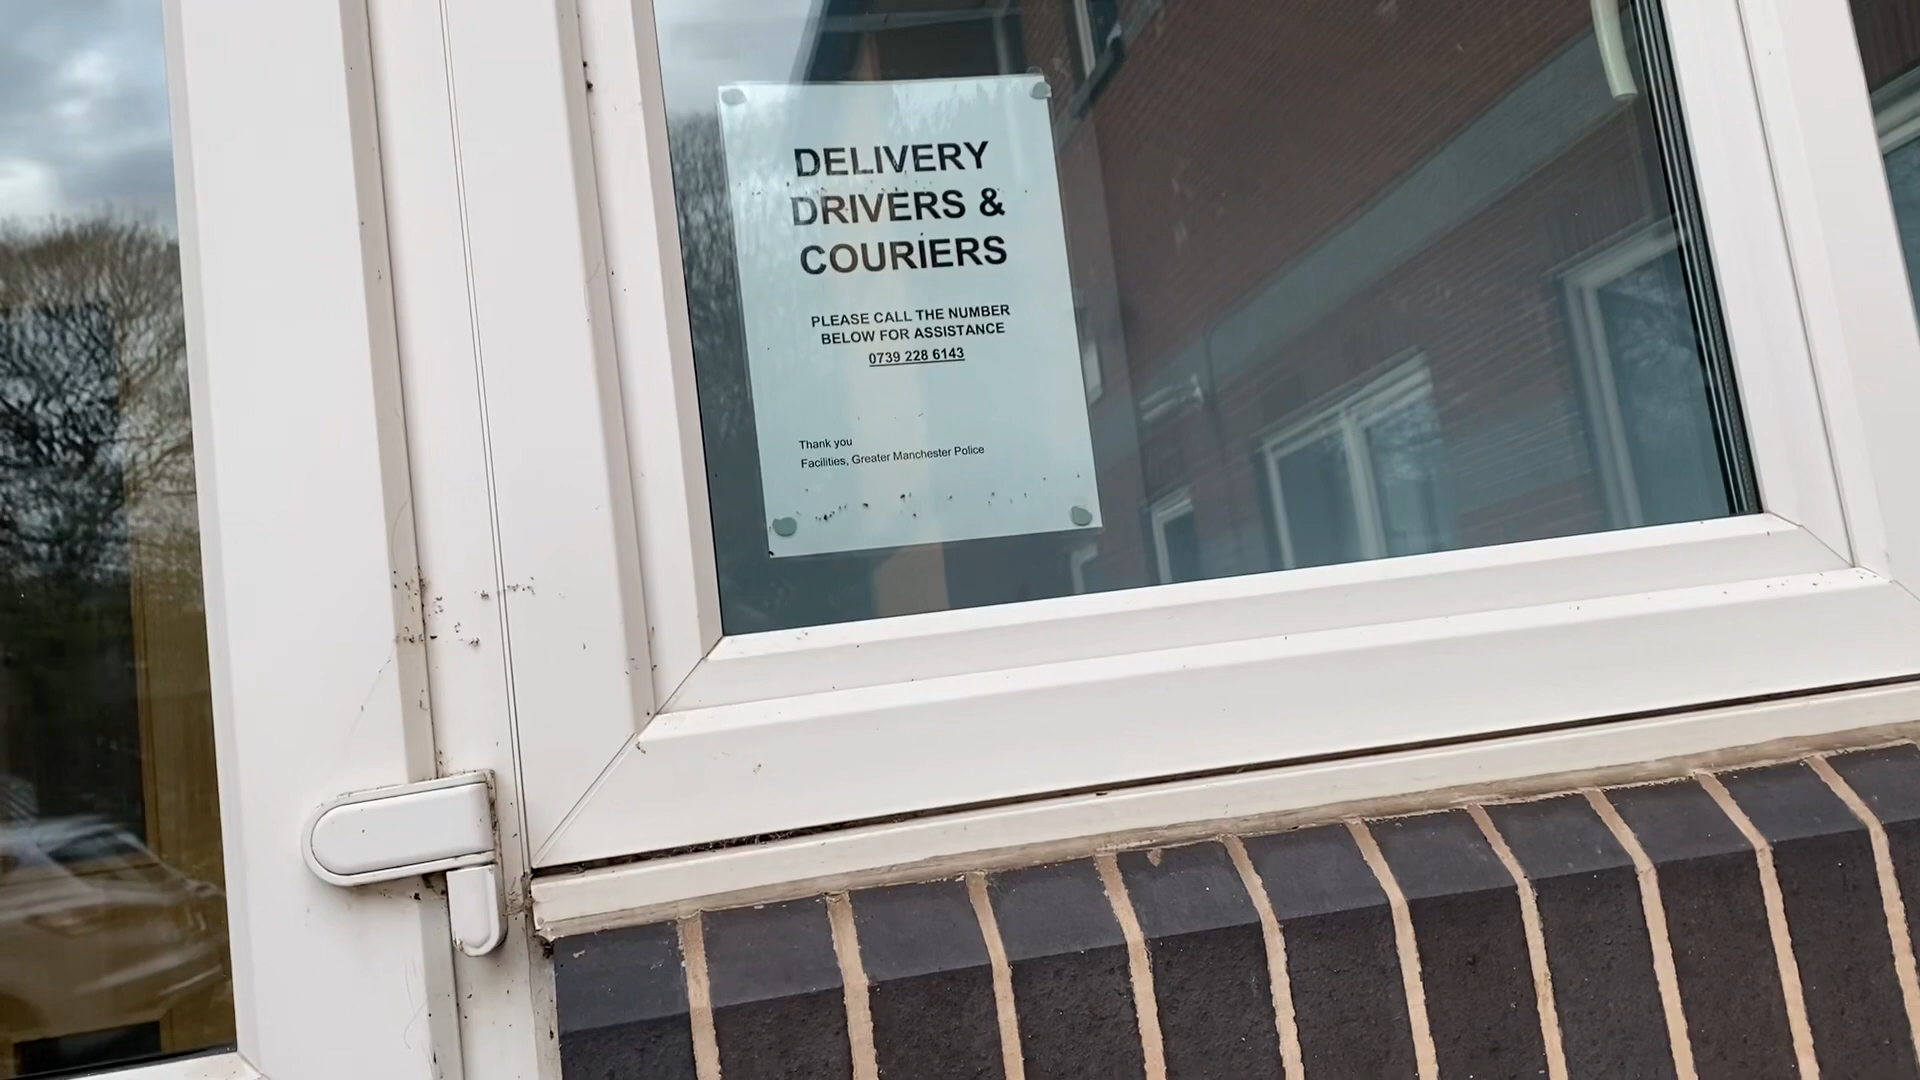 DELIVERY
DRIVERS &
COURIERS
PLEASE CALL THE NUMBER
BELOW FOR ASSISTANCE
0739 228 6143
Thank you
Facilities, Greater Manchester Police